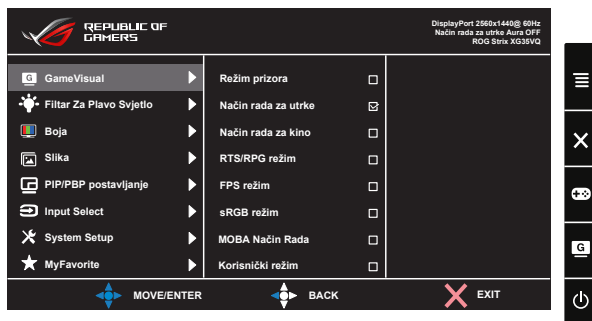 REPUBLIC OF
GAMERS
DisplayPort 2560x1440@ 60Hz
Način rada za utrke Aura OFF
ROG Strix XG35VQ
G GameVisual
Filtar Za Plavo Svjetlo
Boja
Slika
PIP/PBP postavljanje
Input Select
System Setup
MyFavorite
Režim prizora
Način rada za utrke
Način rada za kino
RTS/RPG režim
FPS režim
sRGB režim
MOBA Način Rada
Korisnički režim
MOVE/ENTER
BACK
EXIT
G